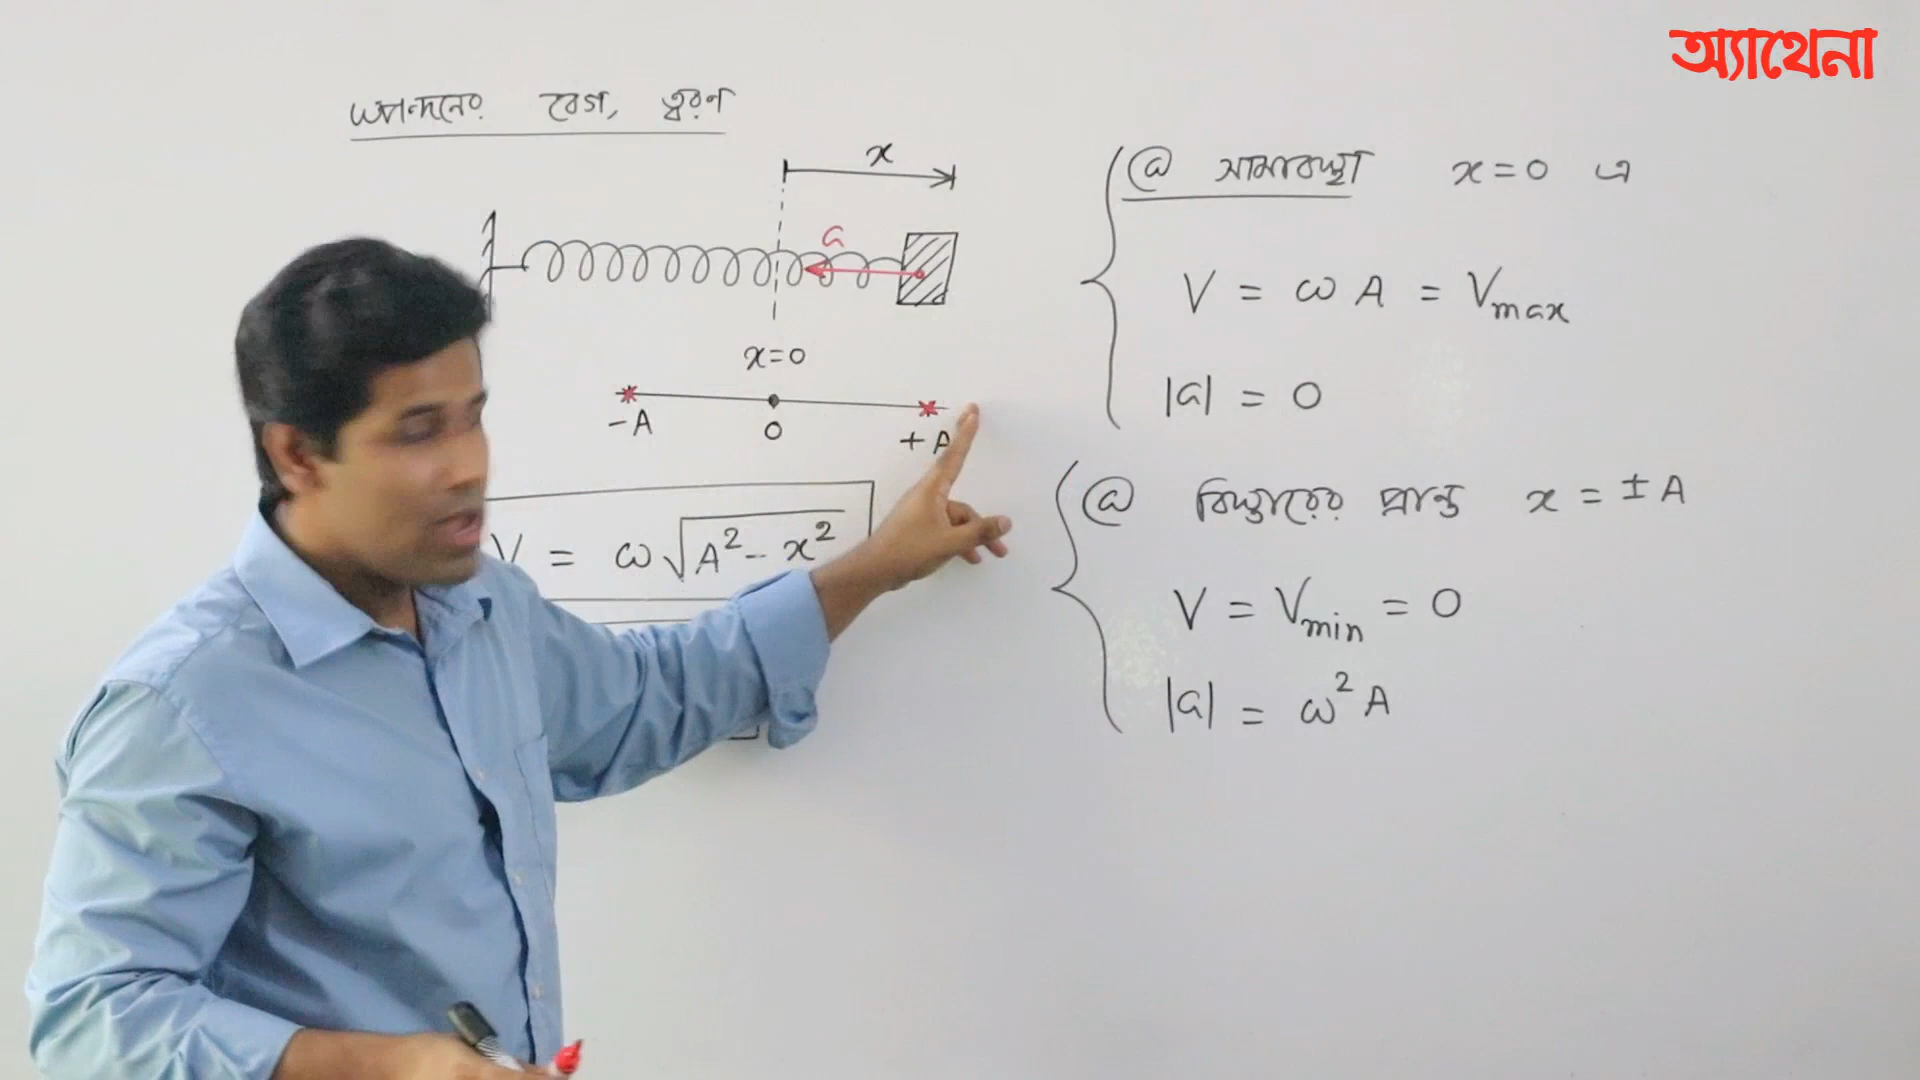 অ্যাথেনা
স্পন্দনের বেগ, ত্বরণ
x
a
x=0
-A 0 +A
V = ω√A²-x²
@ সাম্যাবস্থা x=0 এ
V = ωA = Vmax
|a| = 0
@ বিস্তারের প্রান্ত x = ±A
V = Vmin = 0
|a| = ω²A